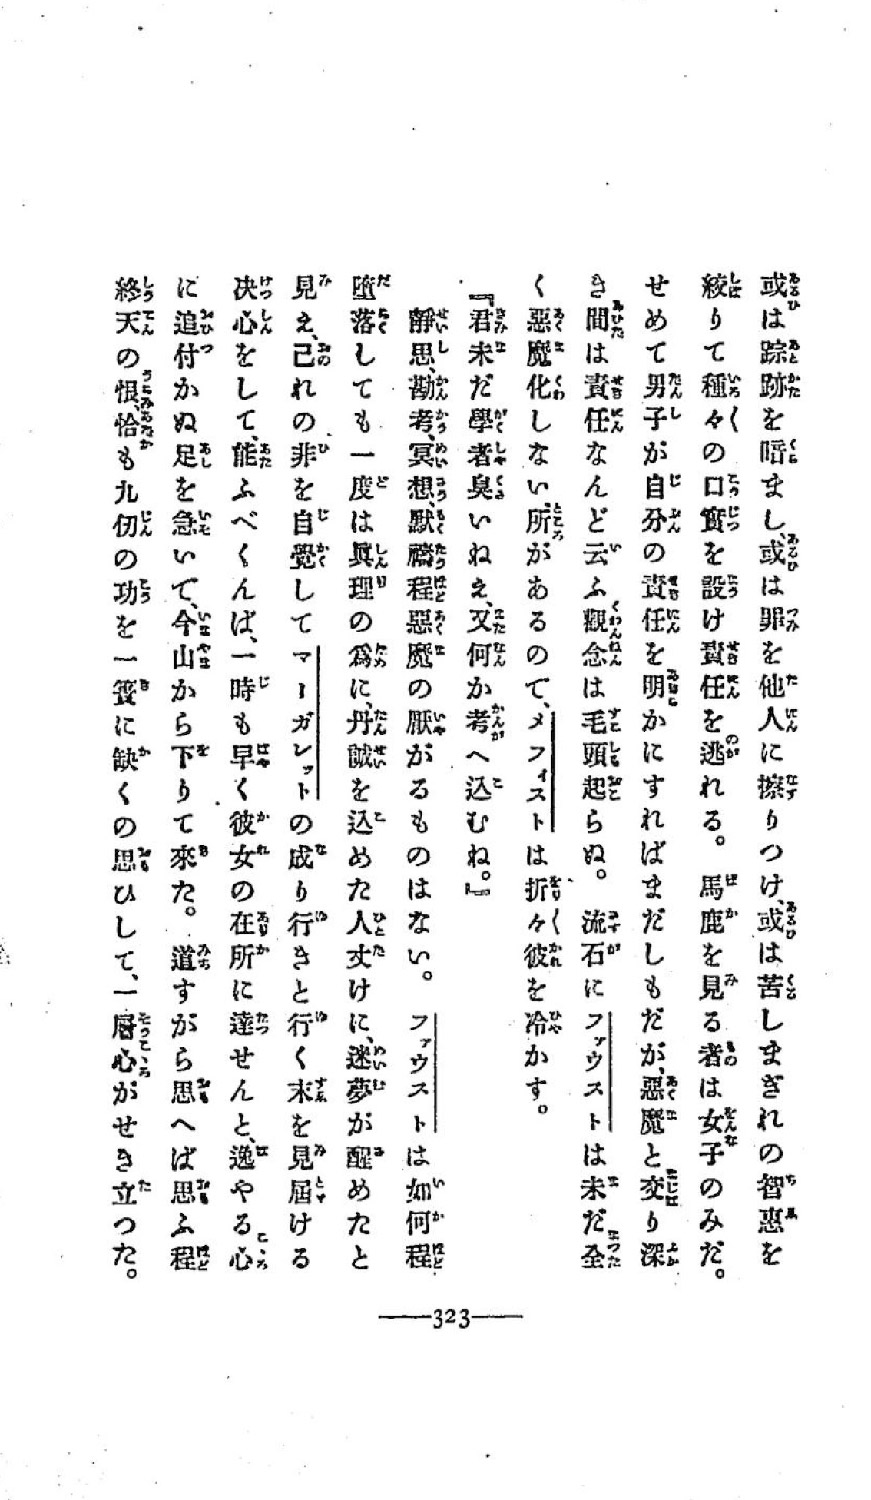 或は踪跡を暗まし、或は罪を他人に擦りつけ、或は苦しまぎれの智惠を
絞りて種々の口實を設け責任を逃れる。馬鹿を見る者は女子のみだ。
せめて男子が自分の責任を明かにすればまだしもだが、惡魔と交り深
き間は責任なんど云ふ觀念は毛頭起らぬ。流石にファウストは未だ全
く惡魔化しない所があるので、メフィストは折々彼を冷かす。
『君未だ學者臭いねえ、又何か考へ込むね。』
靜思、勘考、冥想、默禱程惡魔の厭がるものはない。ファウストは如何程
墮落しても一度は眞理の爲に、丹誠を込めた人丈けに、迷夢が醒めたと
見え、己れの非を自覺してマーガレットの成り行きと行く末を見屆ける
决心をして、能ふべくんば、一時も早く彼女の在所に達せんと、逸やる心
に追付かぬ足を急いで、今山から下りて來た。道すがら思へば思ふ程
終天の恨、恰も九仞の功を一簣に缺くの思ひして、一層心がせき立つた。
323